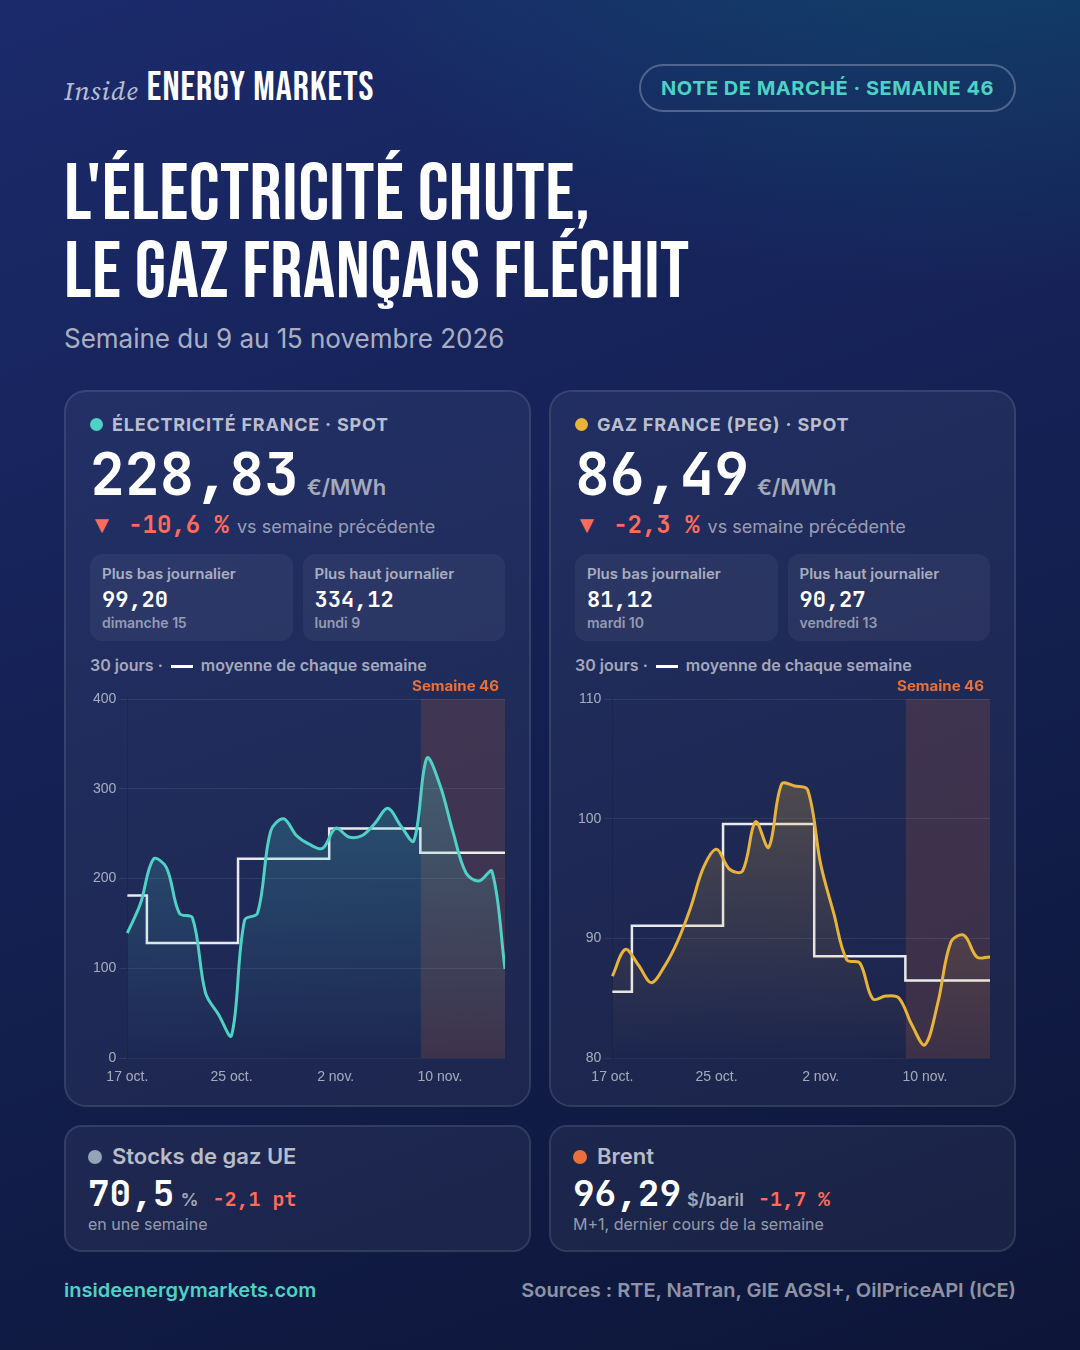 Inside ENERGY MARKETS
NOTE DE MARCHÉ · SEMAINE 46
L'ÉLECTRICITÉ CHUTE,
LE GAZ FRANÇAIS FLÉCHIT
Semaine du 9 au 15 novembre 2026
ÉLECTRICITÉ FRANCE · SPOT
228,83 €/MWh
▼ -10,6 % vs semaine précédente
Plus bas journalier
99,20
dimanche 15
Plus haut journalier
334,12
lundi 9
30 jours · — moyenne de chaque semaine
Semaine 46
400
300
200
100
0
17 oct.
25 oct.
2 nov.
10 nov.
GAZ FRANCE (PEG) · SPOT
86,49 €/MWh
▼ -2,3 % vs semaine précédente
Plus bas journalier
81,12
mardi 10
Plus haut journalier
90,27
vendredi 13
30 jours · — moyenne de chaque semaine
Semaine 46
110
100
90
80
17 oct.
25 oct.
2 nov.
10 nov.
Stocks de gaz UE
70,5 % -2,1 pt
en une semaine
Brent
96,29 $/baril -1,7 %
M+1, dernier cours de la semaine
insideenergymarkets.com
Sources : RTE, NaTran, GIE AGSI+, OilPriceAPI (ICE)